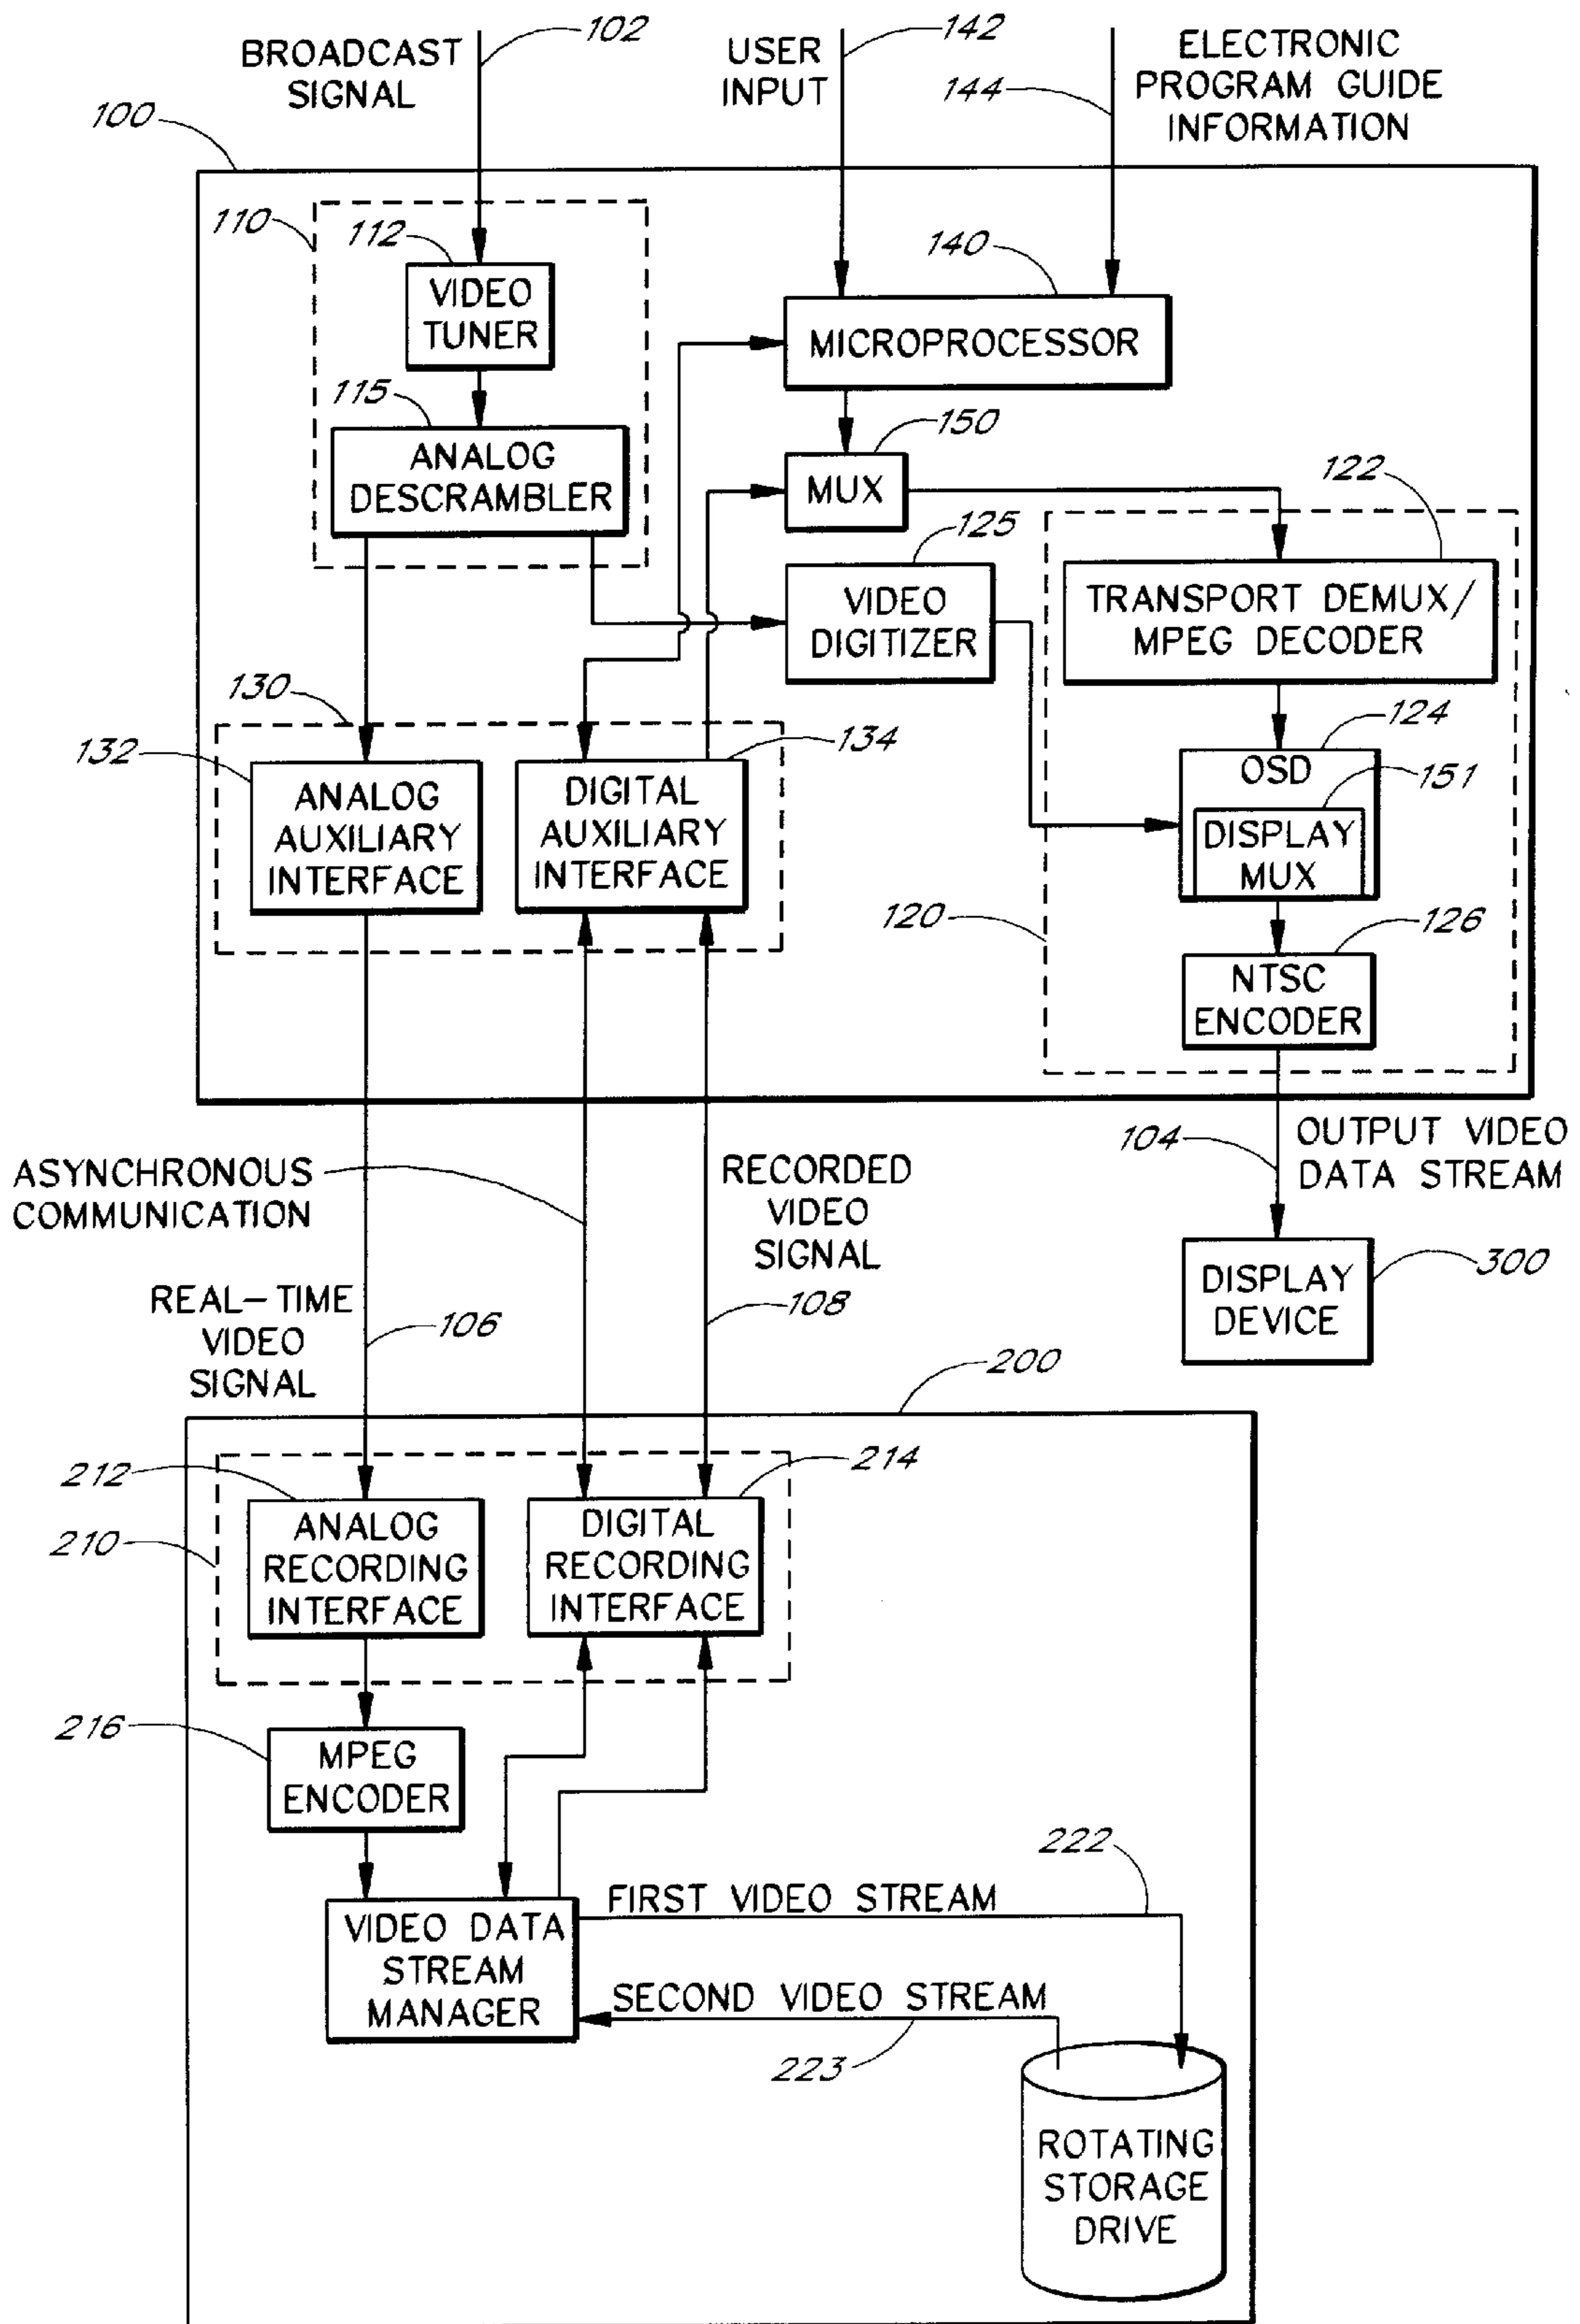 BROADCAST
SIGNAL
102
USER
INPUT
142
144
ELECTRONIC
PROGRAM GUIDE
INFORMATION
100
110
112
VIDEO
TUNER
140
MICROPROCESSOR
115
ANALOG
DESCRAMBLER
150
MUX
122
TRANSPORT DEMUX/
MPEG DECODER
125
VIDEO
DIGITIZER
130
132
ANALOG
AUXILIARY
INTERFACE
134
DIGITAL
AUXILIARY
INTERFACE
124
OSD
151
DISPLAY
MUX
120
126
NTSC
ENCODER
104
OUTPUT VIDEO
DATA STREAM
ASYNCHRONOUS
COMMUNICATION
RECORDED
VIDEO
SIGNAL
108
REAL-TIME
VIDEO
SIGNAL
106
DISPLAY
DEVICE
300
200
212
210
ANALOG
RECORDING
INTERFACE
214
DIGITAL
RECORDING
INTERFACE
216
MPEG
ENCODER
222
FIRST VIDEO STREAM
VIDEO DATA
STREAM
MANAGER
SECOND VIDEO STREAM
223
ROTATING
STORAGE
DRIVE